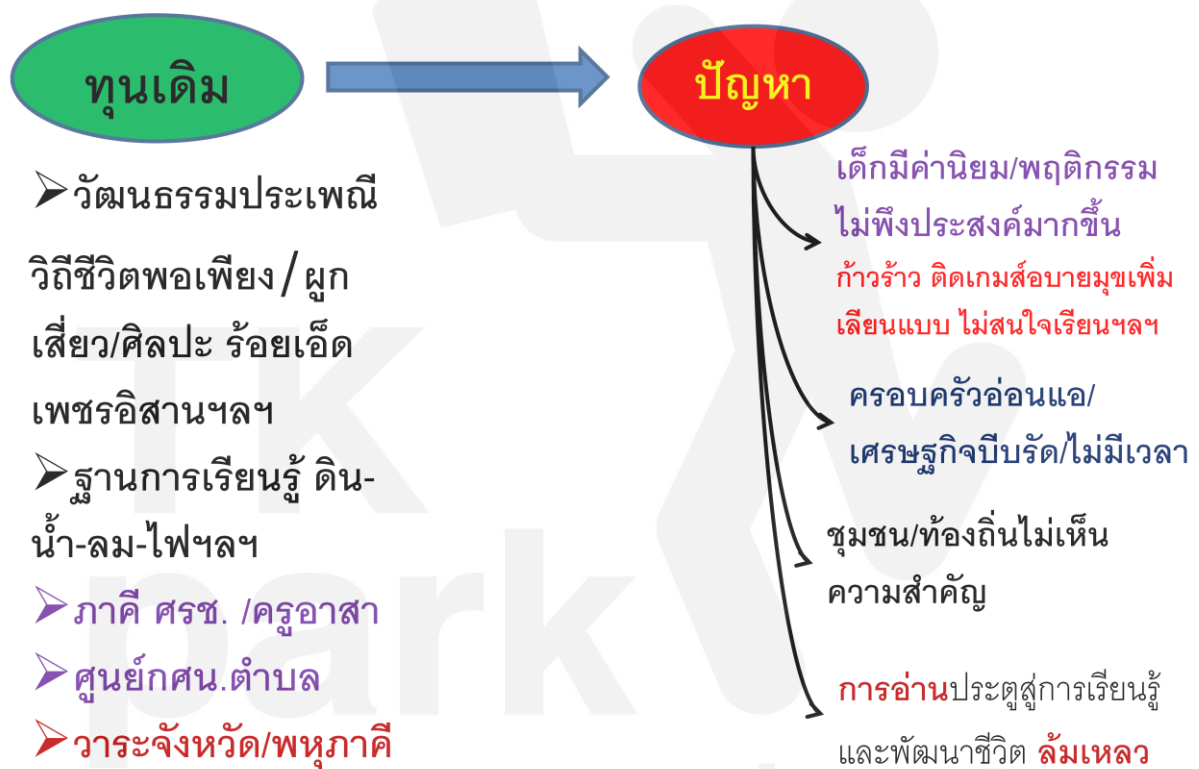 ทุนเดิม
➢วัฒนธรรมประเพณี
วิถีชีวิตพอเพียง/ผูก
เสี่ยว/ศิลปะ ร้อยเอ็ด
เพชรอิสานฯลฯ
➢ฐานการเรียนรู้ ดิน-
น้ำ-ลม-ไฟฯลฯ
➢ภาคี ศรช. /ครูอาสา
➢ศูนย์กศน.ตำบล
➢วาระจังหวัด/พหุภาคี
ปัญหา
เด็กมีค่านิยม/พฤติกรรม
ไม่พึงประสงค์มากขึ้น
ก้าวร้าว ติดเกมส์อบายมุขเพิ่ม
เลียนแบบ ไม่สนใจเรียนฯลฯ
ครอบครัวอ่อนแอ/
เศรษฐกิจบีบรัด/ไม่มีเวลา
ชุมชน/ท้องถิ่นไม่เห็น
ความสำคัญ
การอ่านประตูสู่การเรียนรู้
และพัฒนาชีวิต ล้มเหลว
TK
park